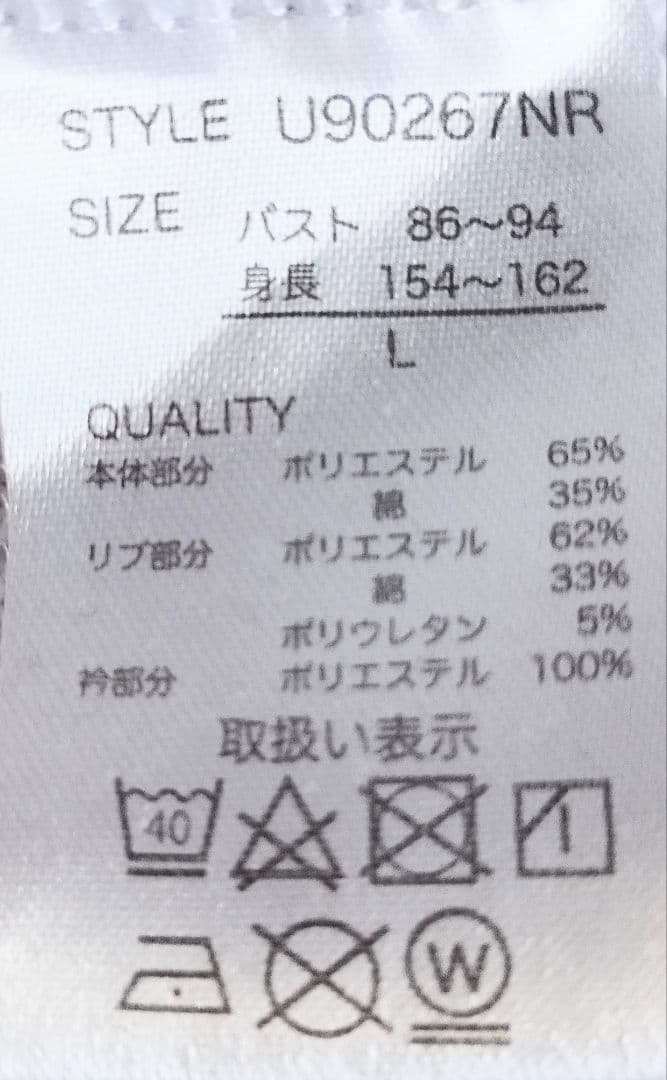 STYLE U90267NR
SIZE バスト 86〜94
身長 154〜162
L
QUALITY
本体部分 ポリエステル 65%
綿 35%
リブ部分 ポリエステル 62%
綿 33%
ポリウレタン 5%
衿部分 ポリエステル 100%
取扱い表示
40
W